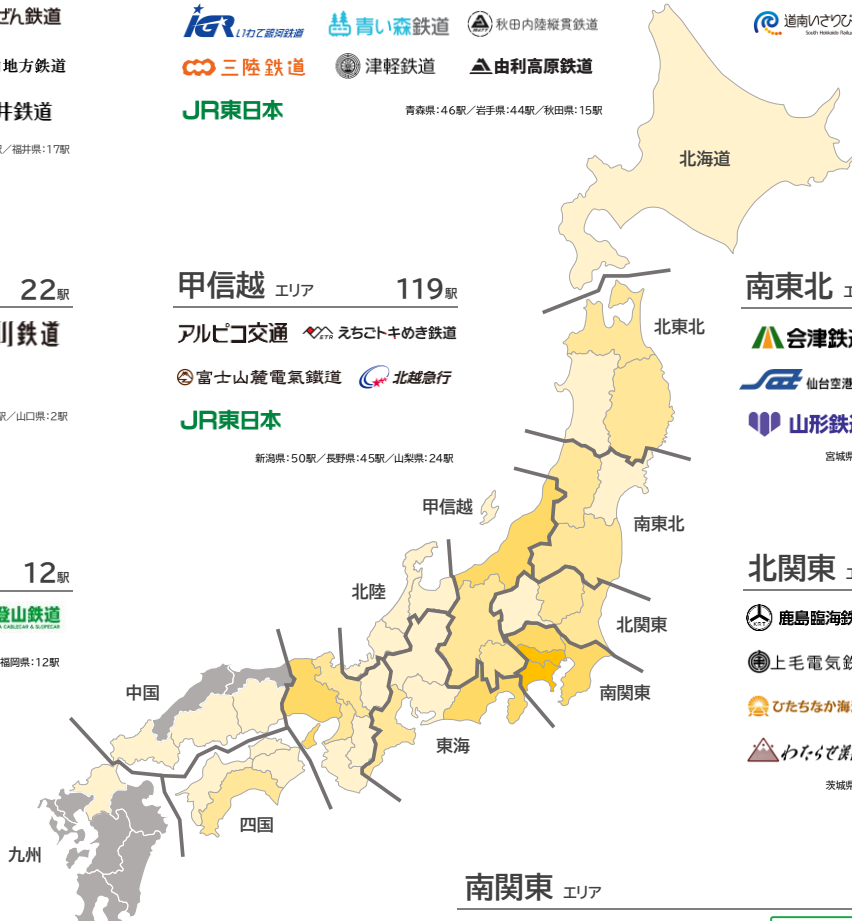 ぜん鉄道
地方鉄道
井鉄道
駅／福井県：17駅
IGRいわて銀河鉄道
青い森鉄道
秋田内陸縦貫鉄道
三陸鉄道
津軽鉄道
由利高原鉄道
JR東日本
青森県：46駅／岩手県：44駅／秋田県：15駅
道南いさりび
北海道
22駅
川鉄道
駅／山口県：2駅
甲信越 エリア 119駅
アルピコ交通
ETR えちごトキめき鉄道
富士山麓電氣鐵道
北越急行
JR東日本
新潟県：50駅／長野県：45駅／山梨県：24駅
南東北
会津鉄
仙台空港
山形鉄
宮城県
北東北
甲信越
南東北
北陸
北関東
南関東
東海
中国
四国
九州
12駅
登山鉄道
CABLECAR & SLOPECAR
福岡県：12駅
北関東
K.R.T 鹿島臨海鉄
上毛電気鉄
ひたちなか海
わたらせ渓
茨城県
南関東 エリア